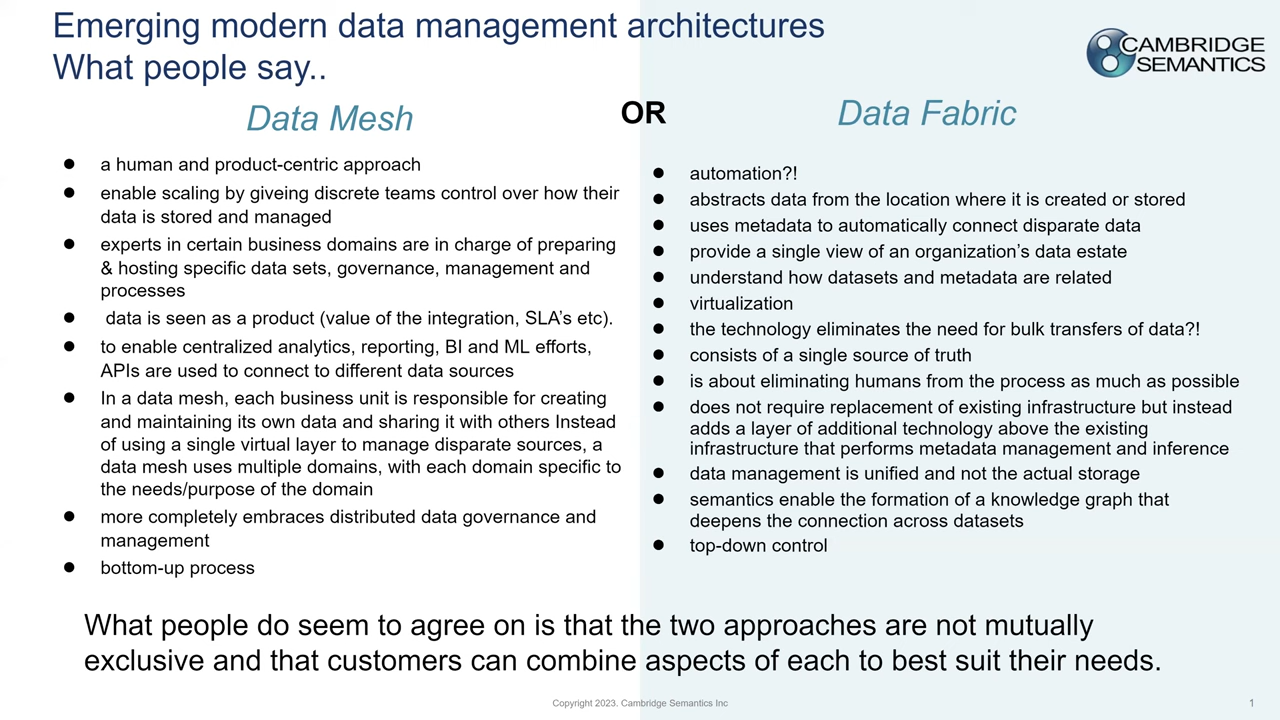 Emerging modern data management architectures
What people say..
CAMBRIDGE
SEMANTICS
Data Mesh
OR
Data Fabric
● a human and product-centric approach
● enable scaling by giveing discrete teams control over how their
data is stored and managed
● experts in certain business domains are in charge of preparing
& hosting specific data sets, governance, management and
processes
● data is seen as a product (value of the integration, SLA's etc).
● to enable centralized analytics, reporting, BI and ML efforts,
APIs are used to connect to different data sources
● In a data mesh, each business unit is responsible for creating
and maintaining its own data and sharing it with others Instead
of using a single virtual layer to manage disparate sources, a
data mesh uses multiple domains, with each domain specific to
the needs/purpose of the domain
● more completely embraces distributed data governance and
management
● bottom-up process
● automation?!
● abstracts data from the location where it is created or stored
● uses metadata to automatically connect disparate data
● provide a single view of an organization's data estate
● understand how datasets and metadata are related
● virtualization
● the technology eliminates the need for bulk transfers of data?!
● consists of a single source of truth
● is about eliminating humans from the process as much as possible
● does not require replacement of existing infrastructure but instead
adds a layer of additional technology above the existing
infrastructure that performs metadata management and inference
● data management is unified and not the actual storage
● semantics enable the formation of a knowledge graph that
deepens the connection across datasets
● top-down control
What people do seem to agree on is that the two approaches are not mutually
exclusive and that customers can combine aspects of each to best suit their needs.
Copyright 2023. Cambridge Semantics Inc
1